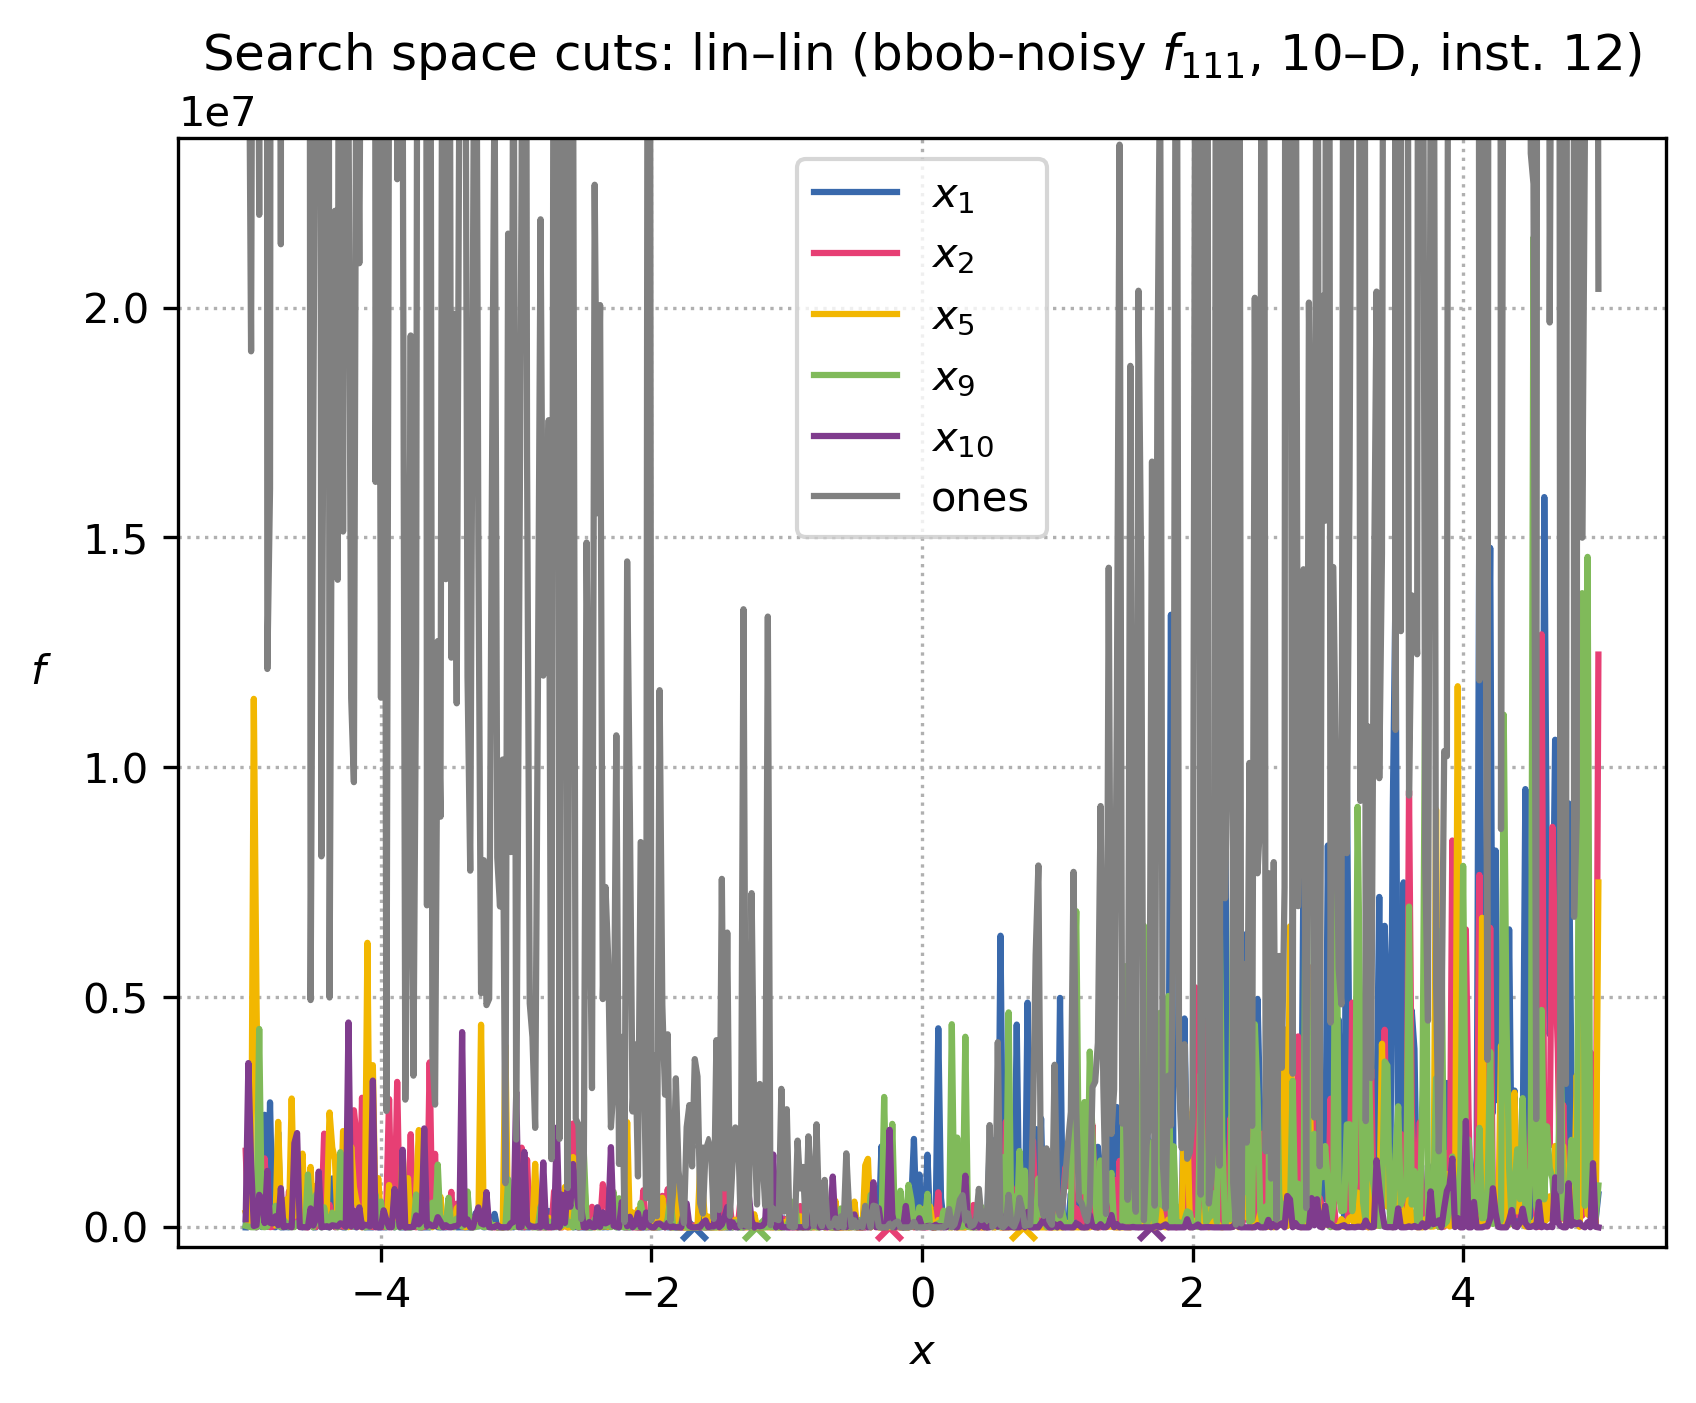 Search space cuts: lin–lin (bbob-noisy f₁₁₁, 10–D, inst. 12)
1e7
2.0
1.5
1.0
0.5
0.0
f
x₁
x₂
x₅
x₉
x₁₀
ones
−4
−2
0
2
4
x